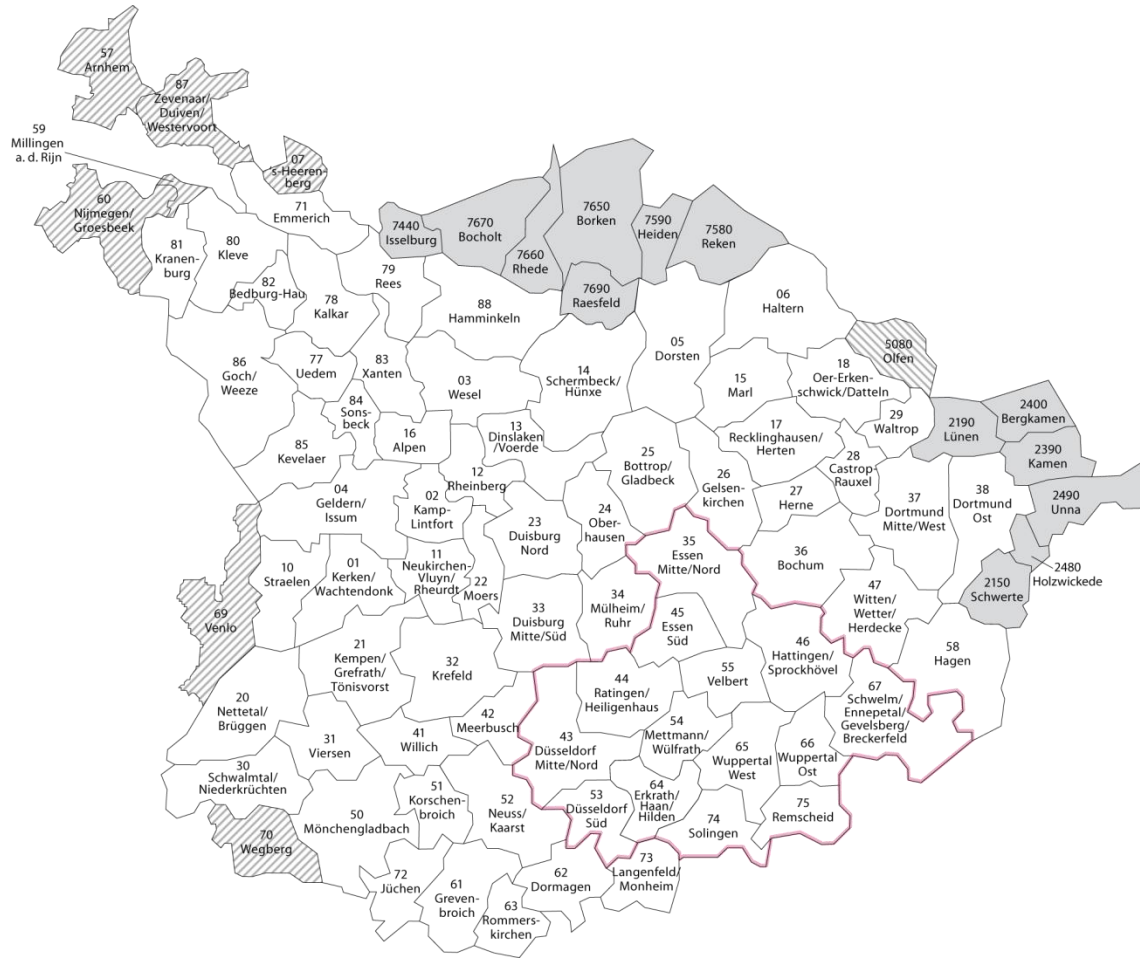 57
Arnhem
87
Zevenaar/
Duiven/
Westervoort
59
Millingen
a. d. Rijn
07
's-Heeren-
berg
60
Nijmegen/
Groesbeek
71
Emmerich
7440
Isselburg
7670
Bocholt
7660
Rhede
7650
Borken
7590
Heiden
7580
Reken
7690
Raesfeld
81
Kranen-
burg
80
Kleve
82
Bedburg-Hau
78
Kalkar
79
Rees
88
Hamminkeln
06
Haltern
05
Dorsten
5080
Olfen
86
Goch/
Weeze
77
Uedem
83
Xanten
03
Wesel
14
Schermbeck/
Hünxe
15
Marl
18
Oer-Erken-
schwick/Datteln
84
Sons-
beck
16
Alpen
13
Dinslaken
/Voerde
17
Recklinghausen/
Herten
29
Waltrop
2190
Lünen
2400
Bergkamen
2390
Kamen
85
Kevelaer
12
Rheinberg
25
Bottrop/
Gladbeck
26
Gelsen-
kirchen
28
Castrop-
Rauxel
27
Herne
37
Dortmund
Mitte/West
38
Dortmund
Ost
2490
Unna
04
Geldern/
Issum
02
Kamp-
Lintfort
23
Duisburg
Nord
24
Ober-
hausen
35
Essen
Mitte/Nord
36
Bochum
2480
Holzwickede
2150
Schwerte
10
Straelen
01
Kerken/
Wachtendonk
11
Neukirchen-
Vluyn/
Rheurdt
22
Moers
33
Duisburg
Mitte/Süd
34
Mülheim/
Ruhr
45
Essen
Süd
47
Witten/
Wetter/
Herdecke
69
Venlo
21
Kempen/
Grefrath/
Tönisvorst
32
Krefeld
44
Ratingen/
Heiligenhaus
55
Velbert
46
Hattingen/
Sprockhövel
58
Hagen
67
Schwelm/
Ennepetal/
Gevelsberg/
Breckerfeld
20
Nettetal/
Brüggen
31
Viersen
41
Willich
42
Meerbusch
43
Düsseldorf
Mitte/Nord
54
Mettmann/
Wülfrath
65
Wuppertal
West
66
Wuppertal
Ost
30
Schwalmtal/
Niederkrüchten
50
Mönchengladbach
51
Korschen-
broich
52
Neuss/
Kaarst
53
Düsseldorf
Süd
64
Erkrath/
Haan/
Hilden
74
Solingen
75
Remscheid
70
Wegberg
72
Jüchen
61
Greven-
broich
63
Rommers-
kirchen
62
Dormagen
73
Langenfeld/
Monheim